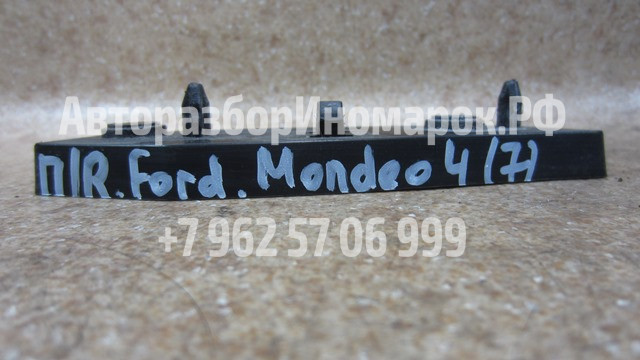 АвторазборИномарок.РФ
П/R. Ford. Mondeo 4 (7)
+7 962 57 06 999